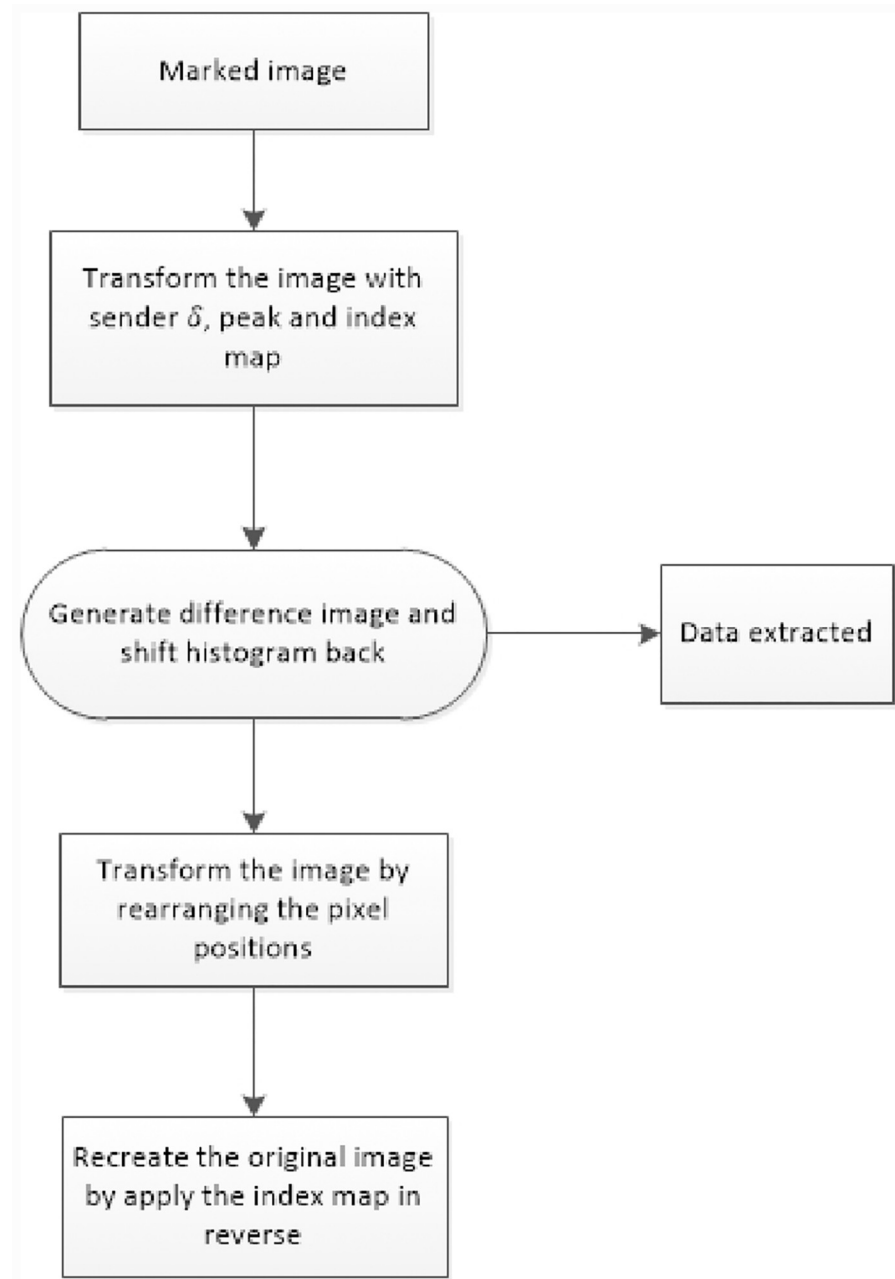 Marked image
Transform the image with
sender δ, peak and index
map
Generate difference image and
shift histogram back
Data extracted
Transform the image by
rearranging the pixel
positions
Recreate the original image
by apply the index map in
reverse